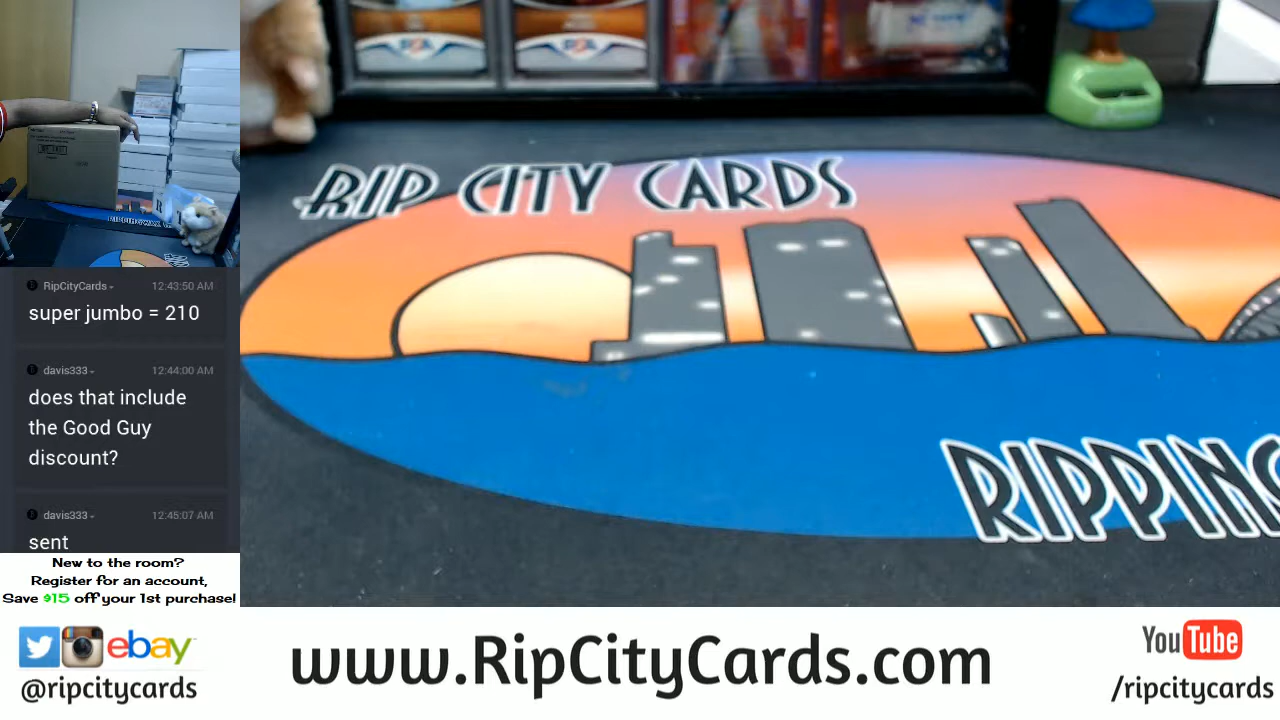 RIP CITY CARDS
RIPPING
RipCityCards
12:43:50 AM
super jumbo = 210
davis333
12:44:00 AM
does that include
the Good Guy
discount?
davis333
12:45:07 AM
sent
New to the room?
Register for an account,
Save $15 off your 1st purchase!
ebay
@ripcitycards
www.RipCityCards.com
YouTube
/ripcitycards